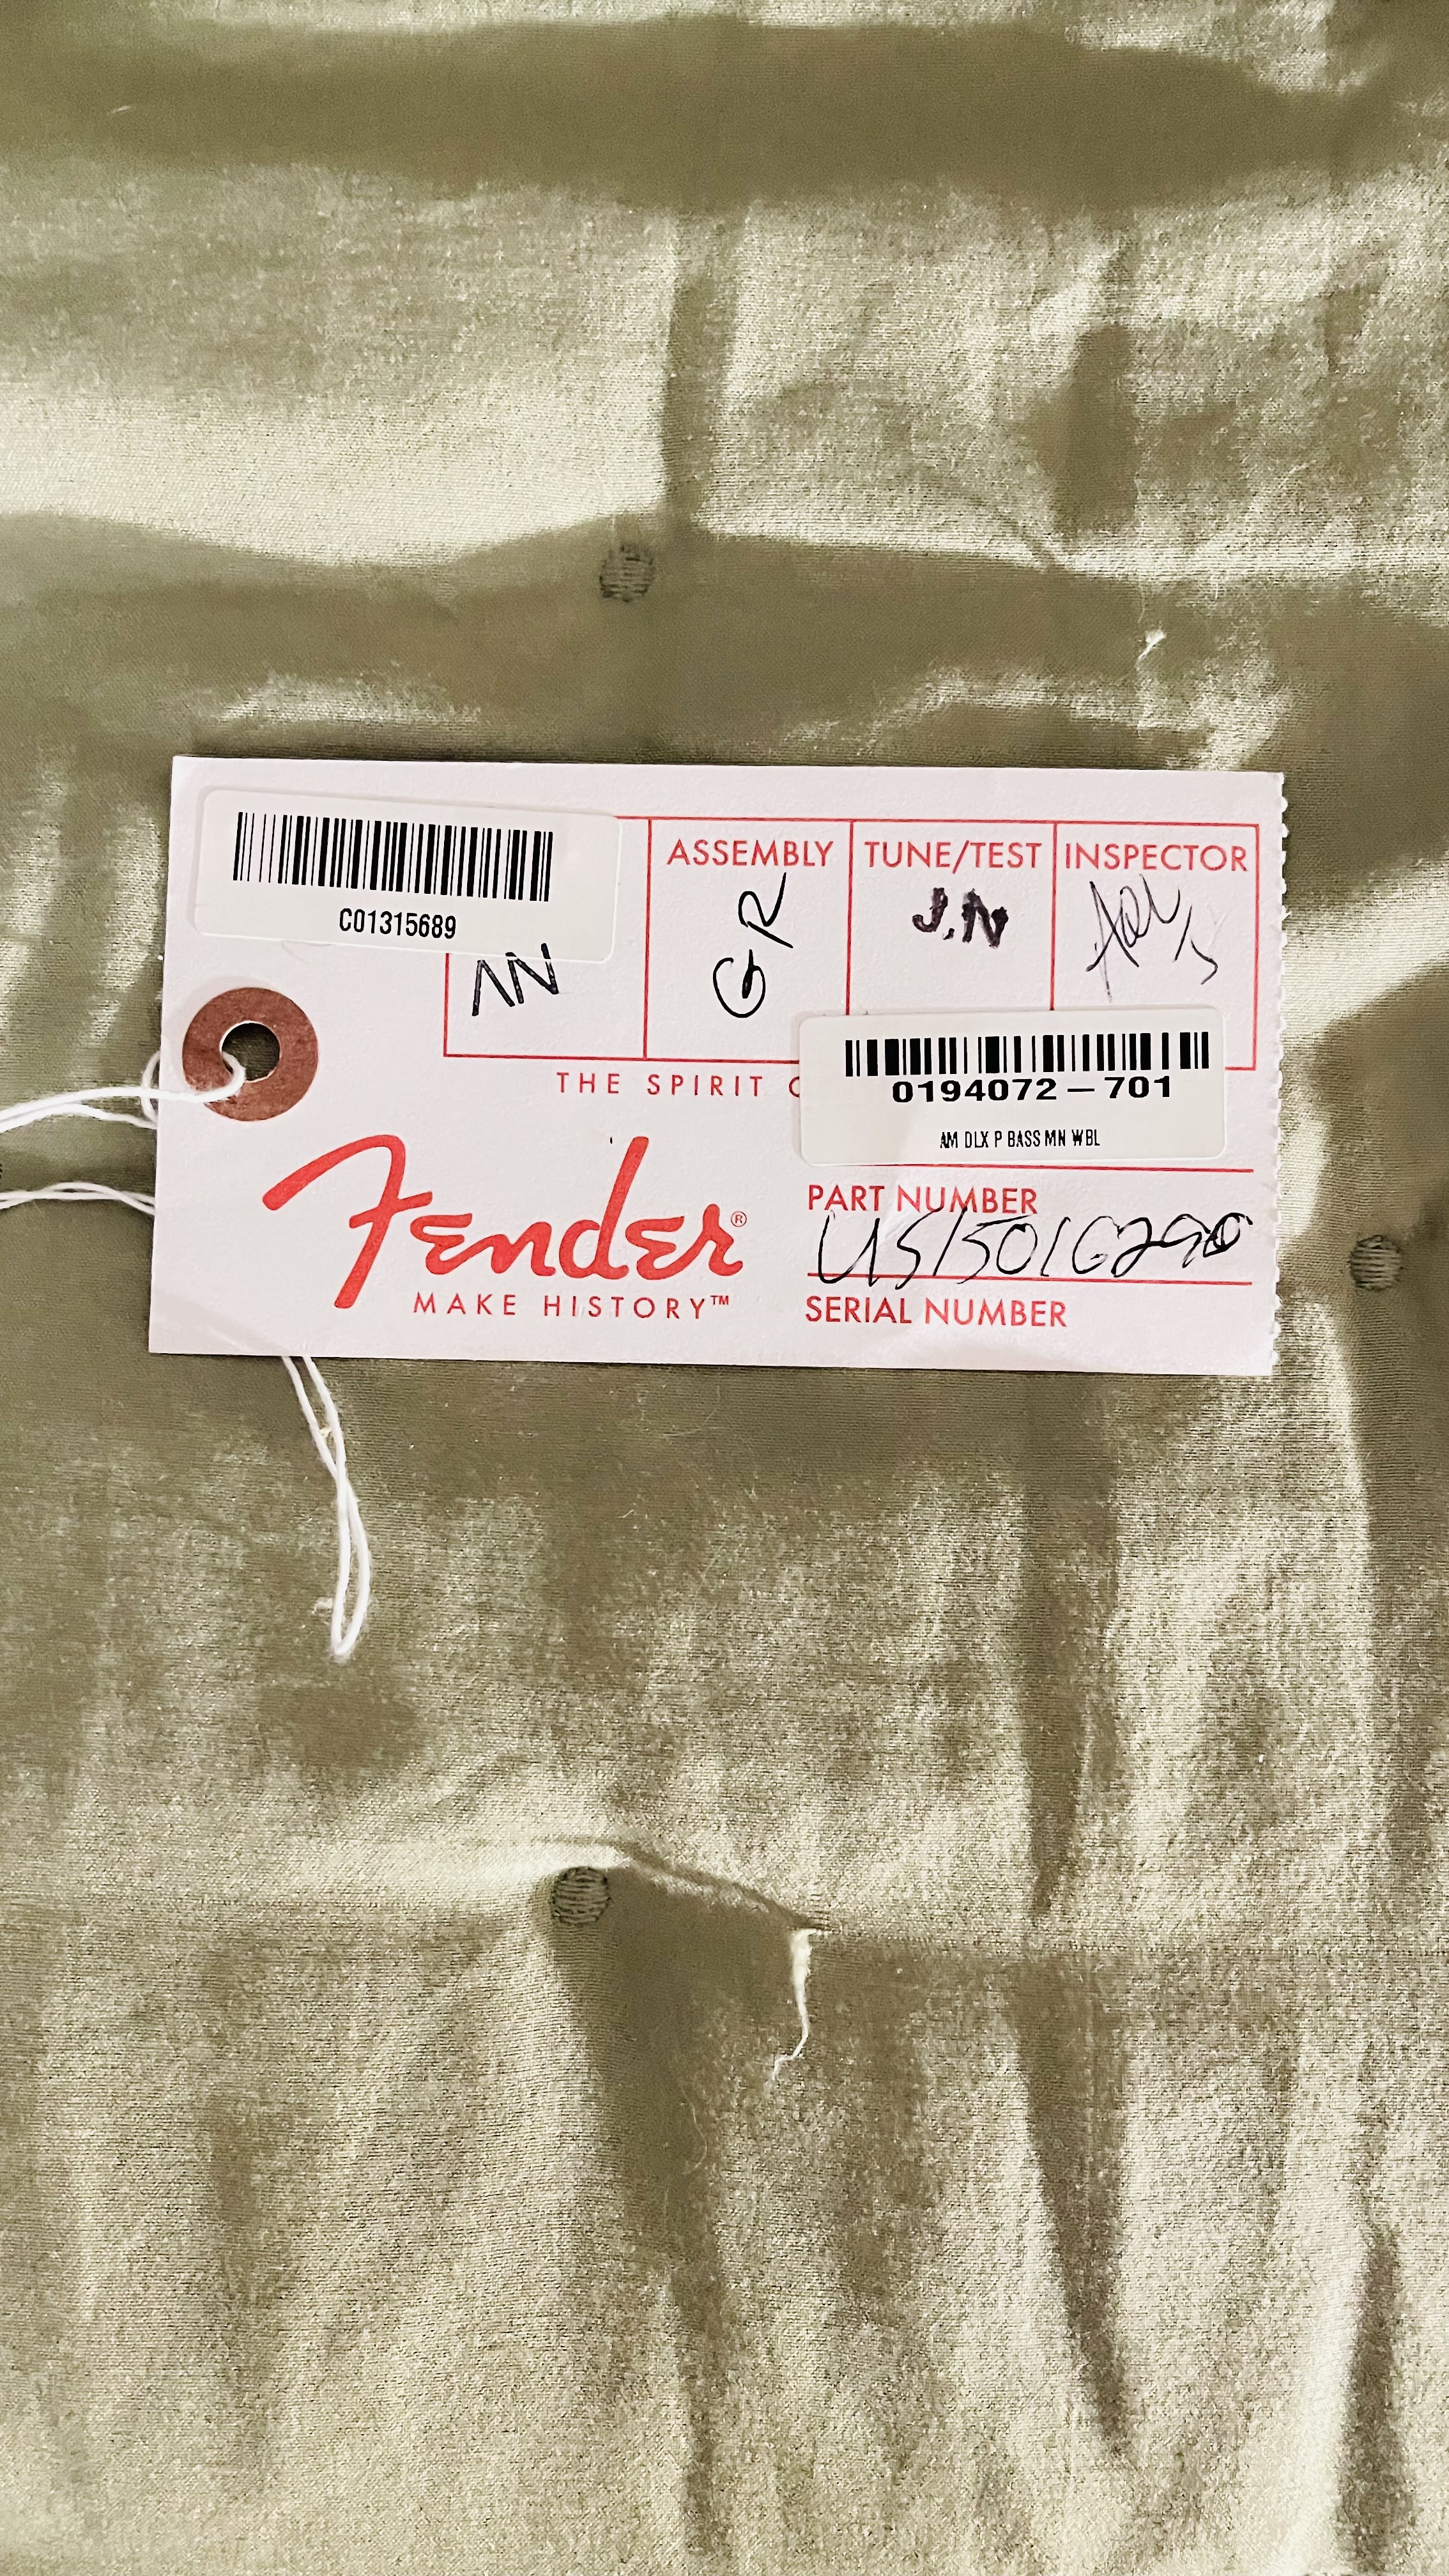 C01315689
AN
ASSEMBLY
GR
TUNE/TEST
J.N
INSPECTOR
THE SPIRIT
0194072-701
AM DLX P BASS MN WBL
Fender®
MAKE HISTORY™
PART NUMBER
US15016290
SERIAL NUMBER